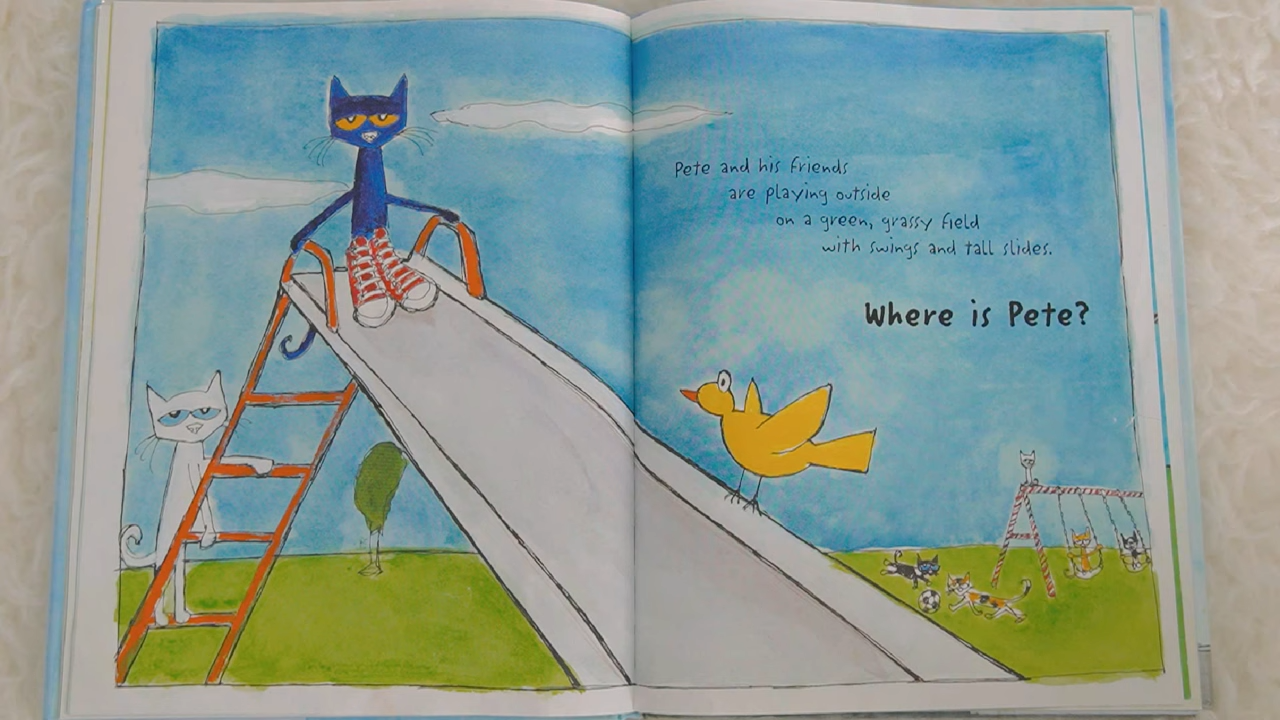 Pete and his friends
are playing outside
on a green, grassy field
with swings and tall slides.
Where is Pete?